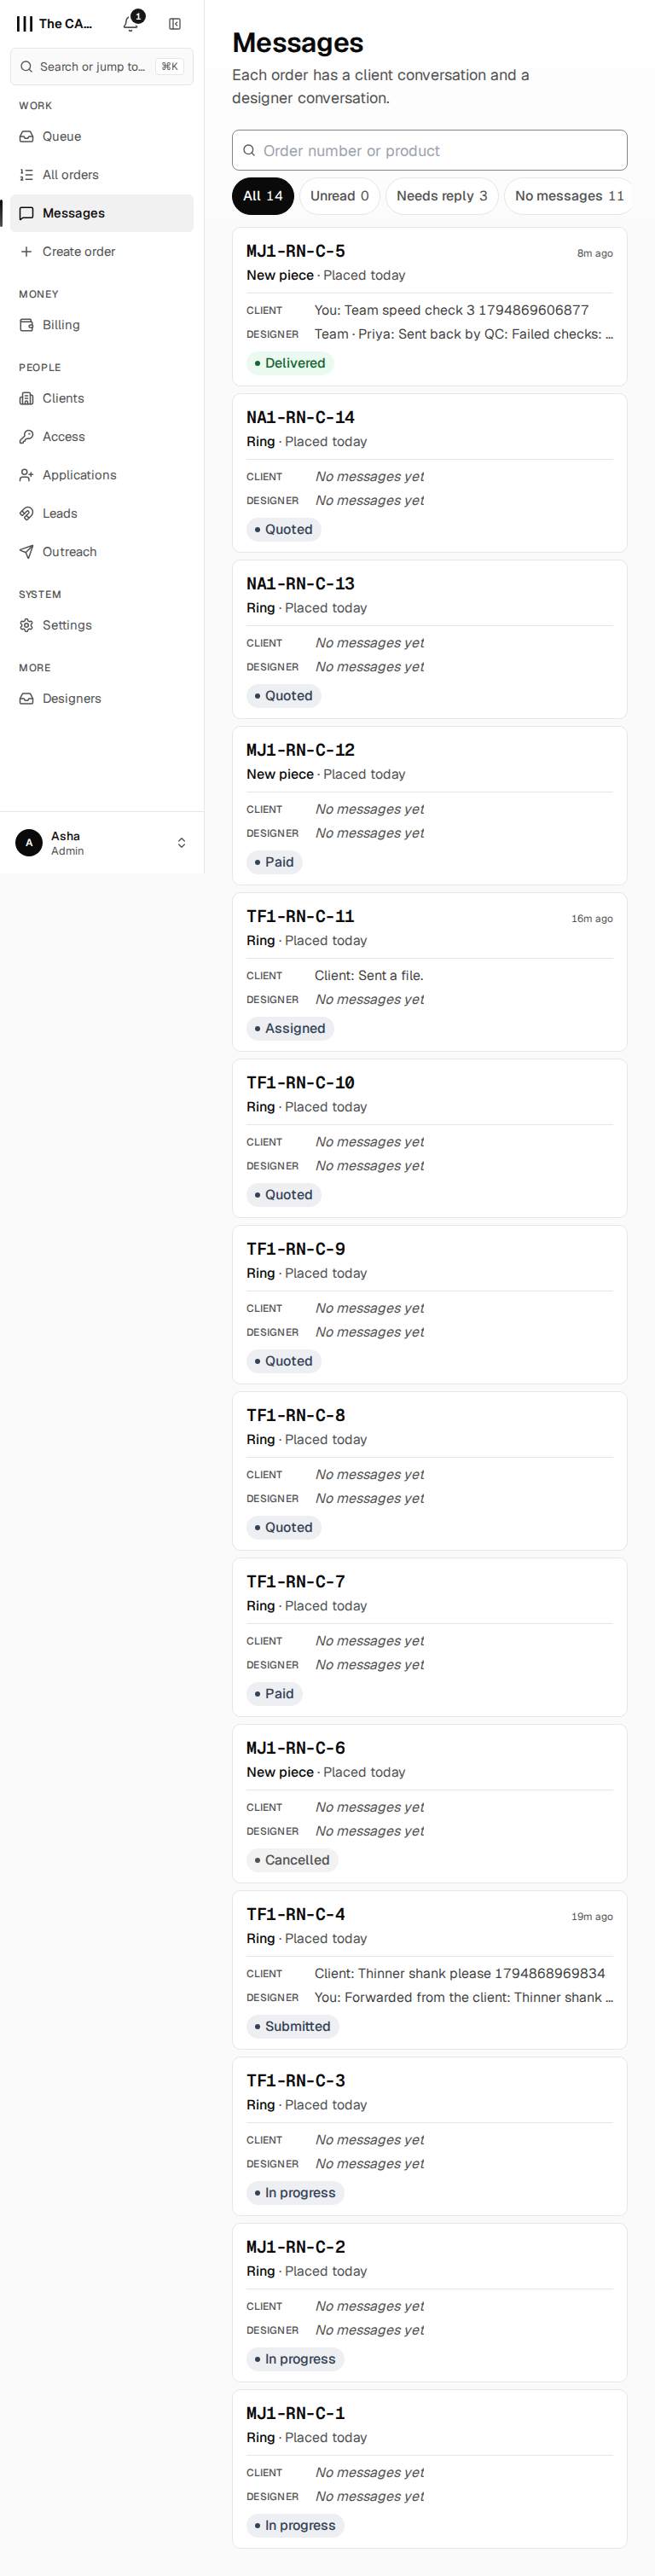 The CA...
1
Search or jump to... ⌘K
WORK
Queue
All orders
Messages
Create order
MONEY
Billing
PEOPLE
Clients
Access
Applications
Leads
Outreach
SYSTEM
Settings
MORE
Designers
A
Asha
Admin
Messages
Each order has a client conversation and a
designer conversation.
Order number or product
All 14 Unread 0 Needs reply 3 No messages 11
MJ1-RN-C-5 8m ago
New piece · Placed today
CLIENT You: Team speed check 3 1794869606877
DESIGNER Team · Priya: Sent back by QC: Failed checks: ...
Delivered
NA1-RN-C-14
Ring · Placed today
CLIENT No messages yet
DESIGNER No messages yet
Quoted
NA1-RN-C-13
Ring · Placed today
CLIENT No messages yet
DESIGNER No messages yet
Quoted
MJ1-RN-C-12
New piece · Placed today
CLIENT No messages yet
DESIGNER No messages yet
Paid
TF1-RN-C-11 16m ago
Ring · Placed today
CLIENT Client: Sent a file.
DESIGNER No messages yet
Assigned
TF1-RN-C-10
Ring · Placed today
CLIENT No messages yet
DESIGNER No messages yet
Quoted
TF1-RN-C-9
Ring · Placed today
CLIENT No messages yet
DESIGNER No messages yet
Quoted
TF1-RN-C-8
Ring · Placed today
CLIENT No messages yet
DESIGNER No messages yet
Quoted
TF1-RN-C-7
Ring · Placed today
CLIENT No messages yet
DESIGNER No messages yet
Paid
MJ1-RN-C-6
New piece · Placed today
CLIENT No messages yet
DESIGNER No messages yet
Cancelled
TF1-RN-C-4 19m ago
Ring · Placed today
CLIENT Client: Thinner shank please 1794868969834
DESIGNER You: Forwarded from the client: Thinner shank ...
Submitted
TF1-RN-C-3
Ring · Placed today
CLIENT No messages yet
DESIGNER No messages yet
In progress
MJ1-RN-C-2
Ring · Placed today
CLIENT No messages yet
DESIGNER No messages yet
In progress
MJ1-RN-C-1
Ring · Placed today
CLIENT No messages yet
DESIGNER No messages yet
In progress